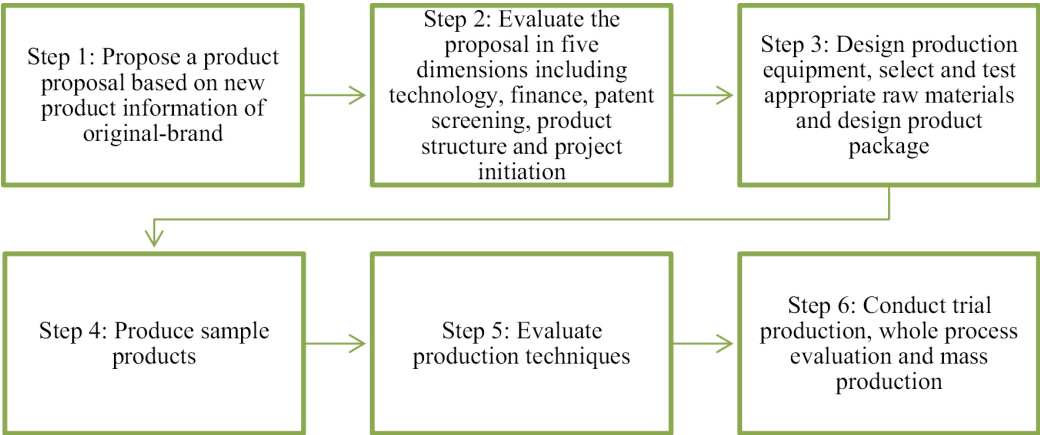 Step 1: Propose a product
proposal based on new
product information of
original-brand
Step 2: Evaluate the
proposal in five
dimensions including
technology, finance, patent
screening, product
structure and project
initiation
Step 3: Design production
equipment, select and test
appropriate raw materials
and design product
package
Step 4: Produce sample
products
Step 5: Evaluate
production techniques
Step 6: Conduct trial
production, whole process
evaluation and mass
production